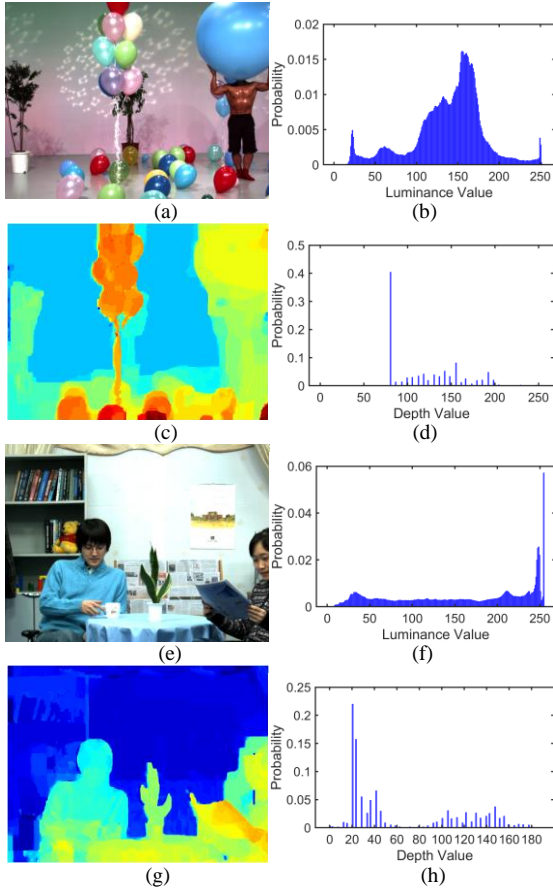 0.02
0.015
0.01
0.005
0
Probability
0 50 100 150 200 250
Luminance Value
(a)
(b)
0.5
0.4
0.3
0.2
0.1
0
Probability
0 50 100 150 200 250
Depth Value
(c)
(d)
0.06
0.04
0.02
0
Probability
0 50 100 150 200 250
Luminance Value
(e)
(f)
0.25
0.2
0.15
0.1
0.05
0
Probability
0 20 40 60 80 100 120 140 160 180
Depth Value
(g)
(h)